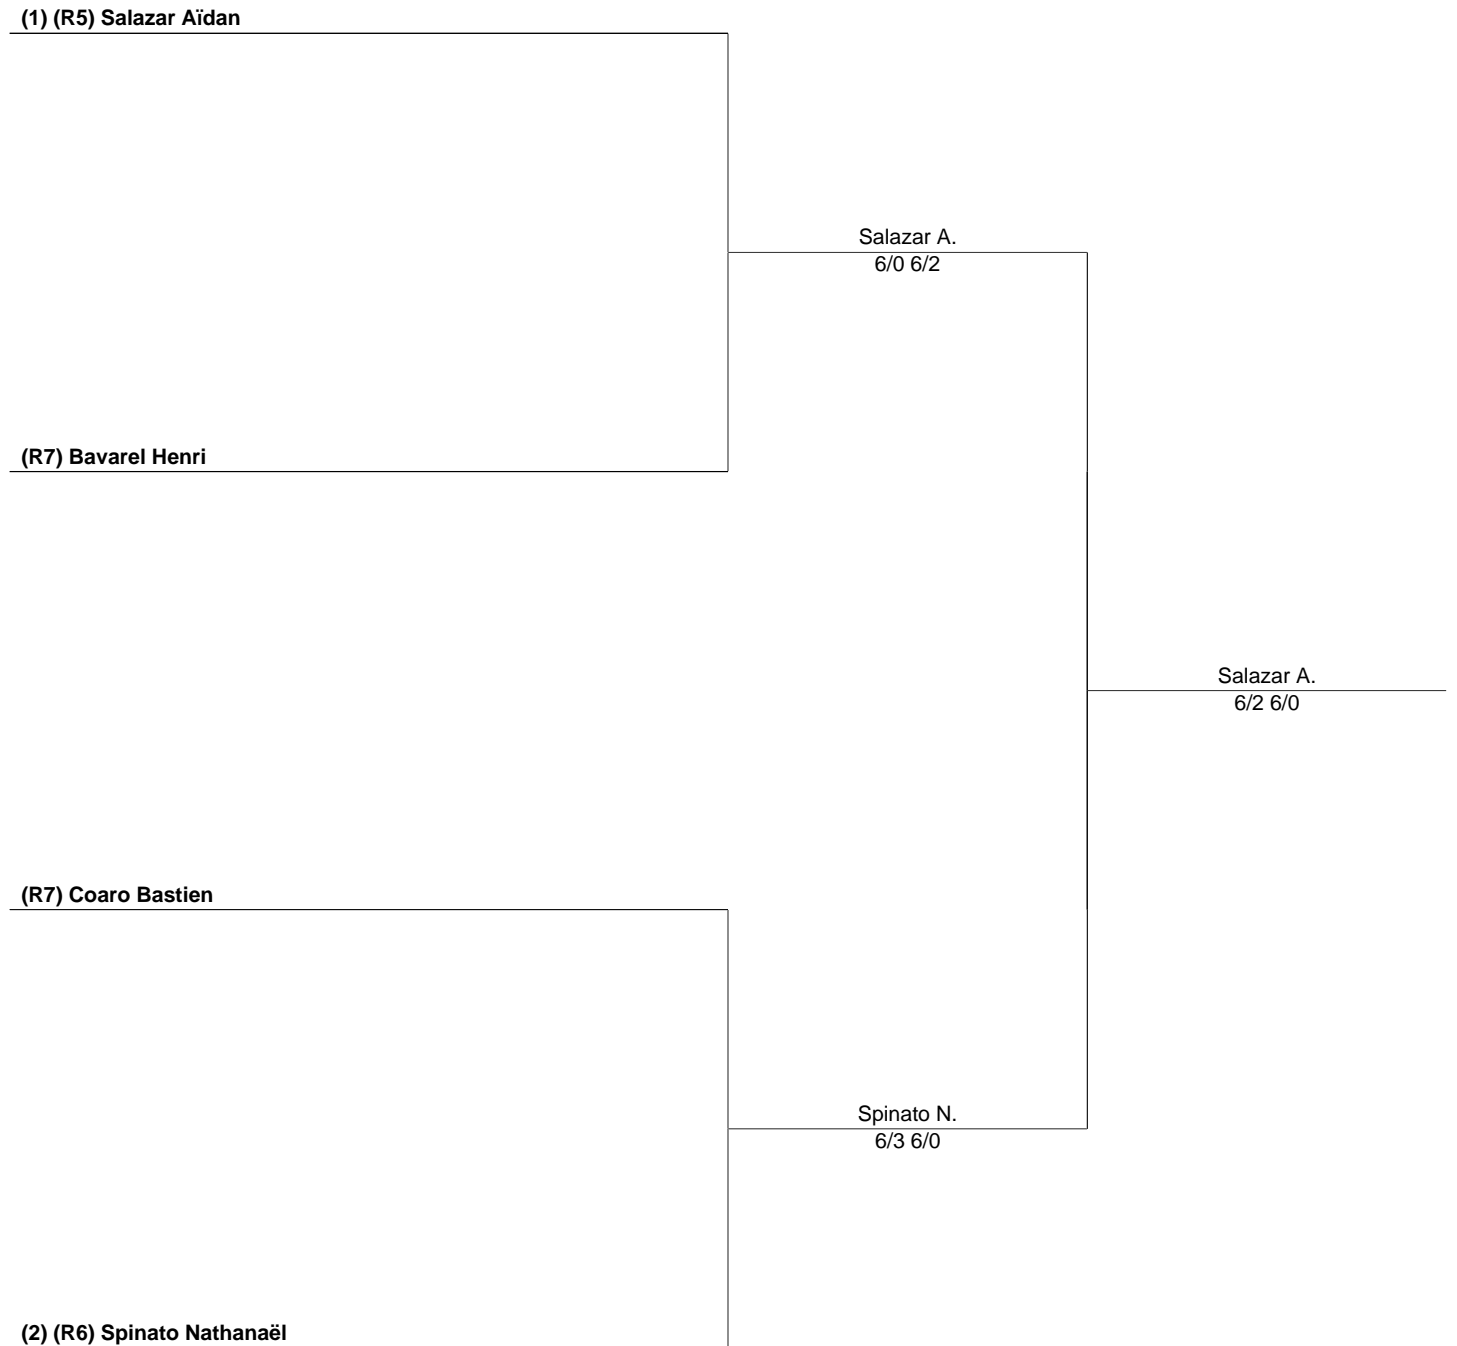 (1) (R5) Salazar Aïdan
Salazar A.
6/0 6/2
(R7) Bavarel Henri
Salazar A.
6/2 6/0
(R7) Coaro Bastien
Spinato N.
6/3 6/0
(2) (R6) Spinato Nathanaël